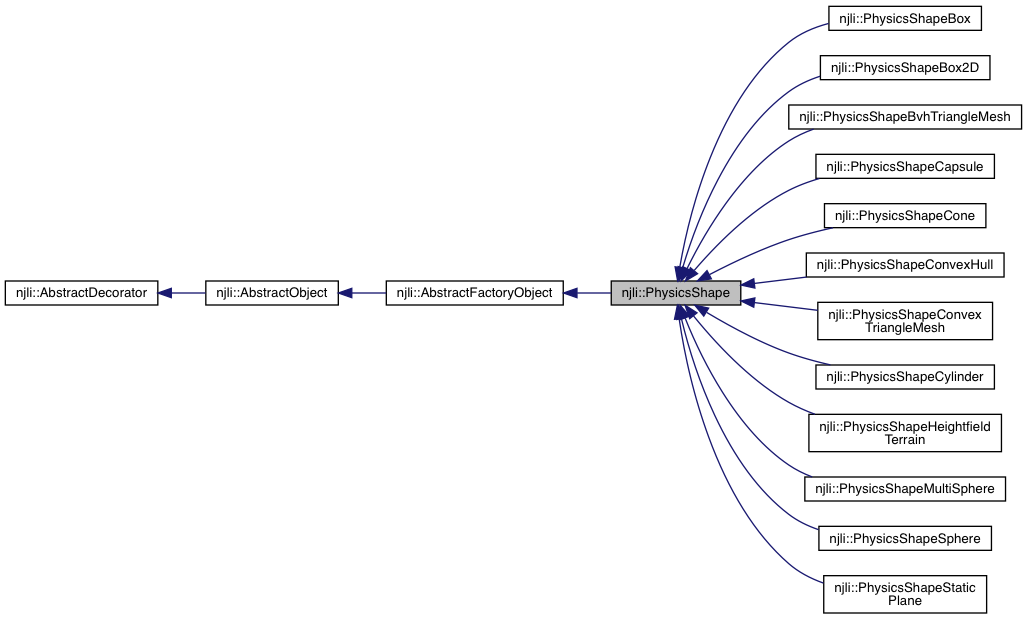 njli::PhysicsShapeBox
njli::PhysicsShapeBox2D
njli::PhysicsShapeBvhTriangleMesh
njli::PhysicsShapeCapsule
njli::PhysicsShapeCone
njli::PhysicsShapeConvexHull
njli::AbstractDecorator
njli::AbstractObject
njli::AbstractFactoryObject
njli::PhysicsShape
njli::PhysicsShapeConvex
TriangleMesh
njli::PhysicsShapeCylinder
njli::PhysicsShapeHeightfield
Terrain
njli::PhysicsShapeMultiSphere
njli::PhysicsShapeSphere
njli::PhysicsShapeStatic
Plane